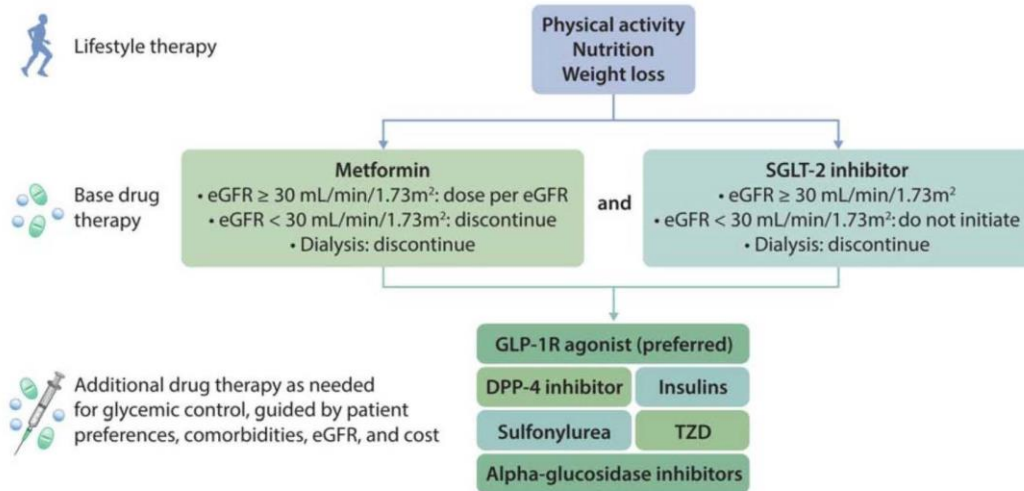 Lifestyle therapy
Physical activity
Nutrition
Weight loss
Base drug
therapy
Metformin
• eGFR ≥ 30 mL/min/1.73m²: dose per eGFR
• eGFR < 30 mL/min/1.73m²: discontinue
• Dialysis: discontinue
and
SGLT-2 inhibitor
• eGFR ≥ 30 mL/min/1.73m²
• eGFR < 30 mL/min/1.73m²: do not initiate
• Dialysis: discontinue
Additional drug therapy as needed
for glycemic control, guided by patient
preferences, comorbidities, eGFR, and cost
GLP-1R agonist (preferred)
DPP-4 inhibitor
Insulins
Sulfonylurea
TZD
Alpha-glucosidase inhibitors